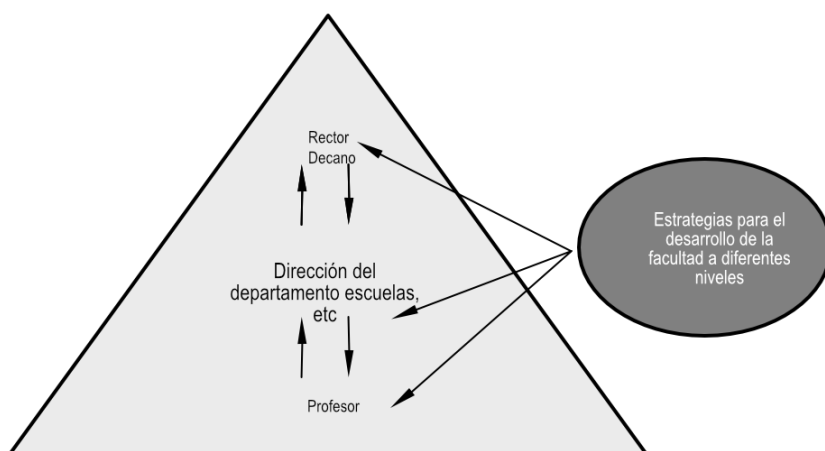 Rector
Decano
Dirección del
departamento escuelas,
etc
Profesor
Estrategias para el
desarrollo de la
facultad a diferentes
niveles